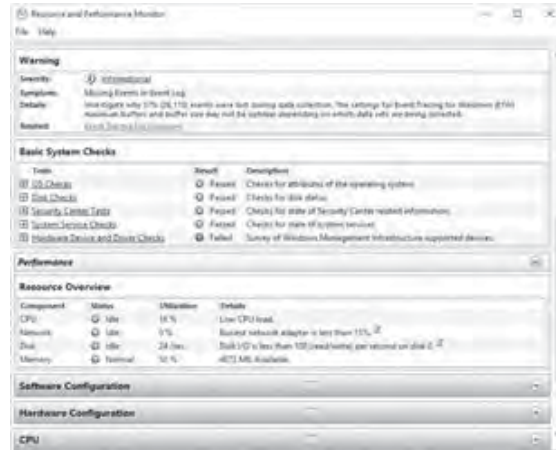 Resource and Performance Monitor
File Help
Warning
Severity: Informational
Symptom: Missing Events in Event Log
Details: Investigate why 57% (26,110) events were lost during data collection. The settings for Event Tracing for Windows (ETW) maximum buffers and buffer size may not be optimal depending on which data sets are being collected.
Related: Event Tracing for Windows
Basic System Checks
Tests Result Description
OS Checks Passed Checks for attributes of the operating system
Disk Checks Passed Checks for disk status
Security Center Tests Passed Checks for state of Security Center related information.
System Service Checks Passed Checks for state of system services
Hardware Device and Driver Checks Failed Survey of Windows Management Infrastructure supported devices.
Performance
Resource Overview
Component Status Utilization Details
CPU Idle Low CPU load.
Network Idle Busiest network adapter is less than 15%.
Disk Idle 24 /sec Disk I/O is less than 100 (read/write) per second on disk 0.
Memory Normal MB Available.
Software Configuration
Hardware Configuration
CPU